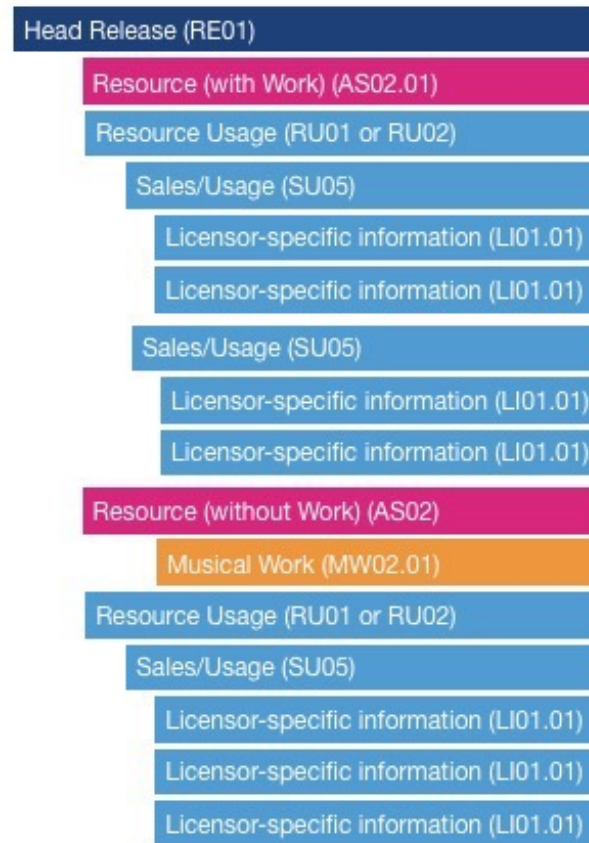 Head Release (RE01)
Resource (with Work) (AS02.01)
Resource Usage (RU01 or RU02)
Sales/Usage (SU05)
Licensor-specific information (LI01.01)
Licensor-specific information (LI01.01)
Sales/Usage (SU05)
Licensor-specific information (LI01.01)
Licensor-specific information (LI01.01)
Resource (without Work) (AS02)
Musical Work (MW02.01)
Resource Usage (RU01 or RU02)
Sales/Usage (SU05)
Licensor-specific information (LI01.01)
Licensor-specific information (LI01.01)
Licensor-specific information (LI01.01)